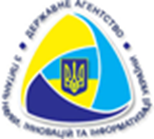 ДЕРЖАВНЕ АГЕНТСТВО
З ПИТАНЬ НАУКИ, ІННОВАЦІЙ ТА ІНФОРМАТИЗАЦІЇ УКРАЇНИ